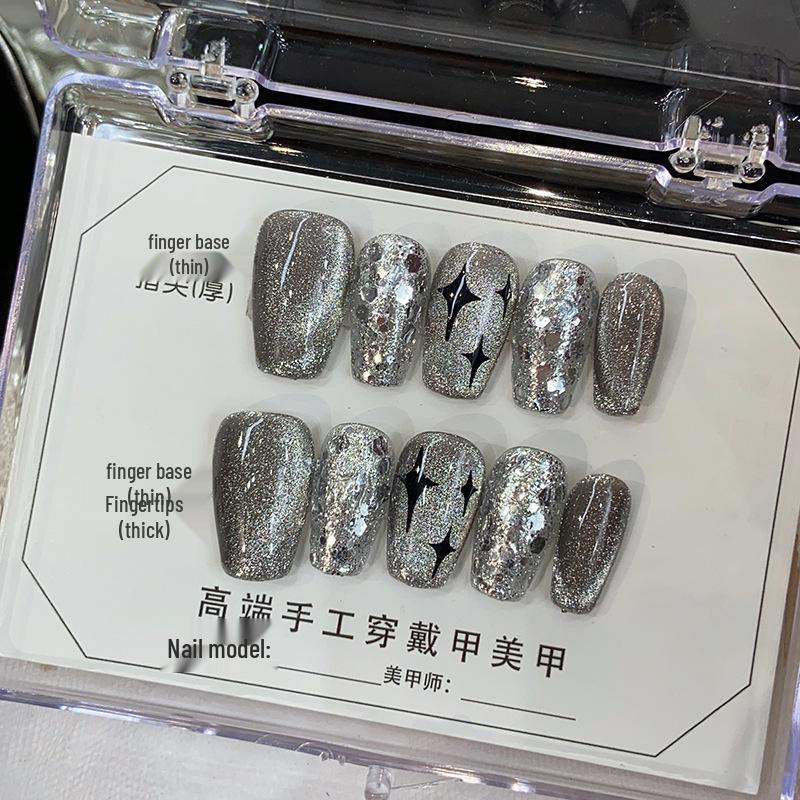 finger base
(thin)
指尖(厚)
finger base
(thin)
Fingertips
(thick)
高端手工穿戴甲美甲
Nail model:
美甲师: